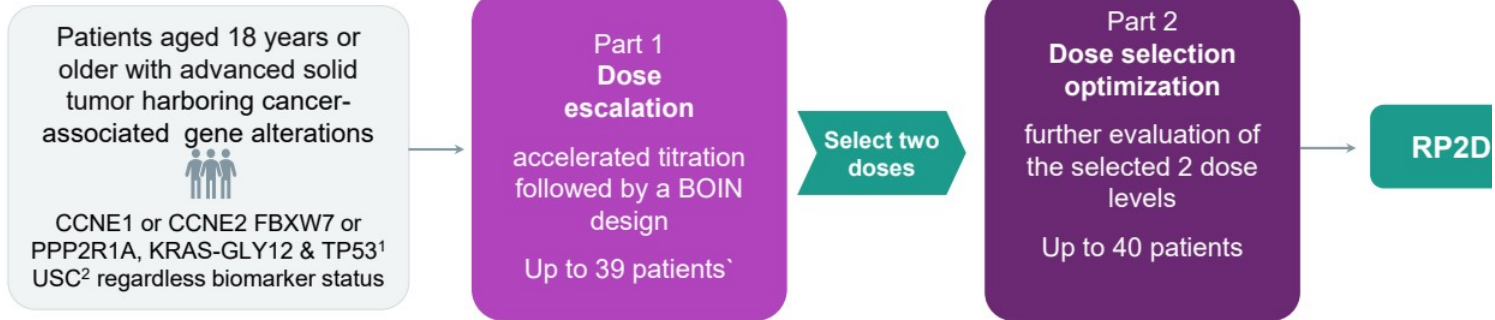 Patients aged 18 years or
older with advanced solid
tumor harboring cancer-
associated gene alterations
CCNE1 or CCNE2 FBXW7 or
PPP2R1A, KRAS-GLY12 & TP53¹
USC² regardless biomarker status
Part 1
Dose
escalation
accelerated titration
followed by a BOIN
design
Up to 39 patients`
Select two
doses
Part 2
Dose selection
optimization
further evaluation of
the selected 2 dose
levels
Up to 40 patients
RP2D